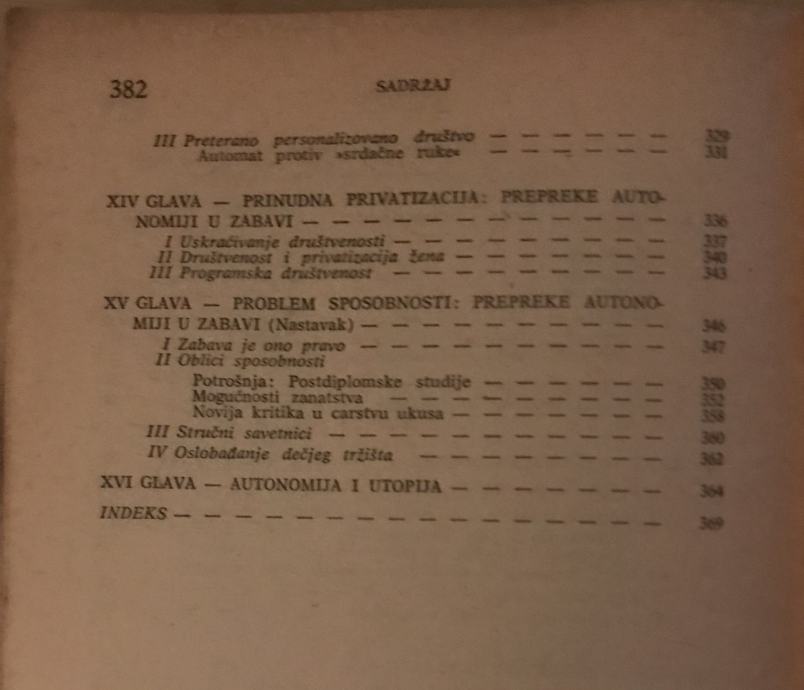 382 SADRŽAJ
III Preterano personalizovano društvo — — — — — — — 329
Automat protiv »srdačne ruke« — — — — — — — 331
XIV GLAVA — PRINUDNA PRIVATIZACIJA: PREPREKE AUTO-
NOMIJI U ZABAVI — — — — — — — — — — — — — — 336
I Uskraćivanje društvenosti — — — — — — — — — — 337
II Društvenost i privatizacija žena — — — — — — — — 340
III Programska društvenost — — — — — — — — — — 343
XV GLAVA — PROBLEM SPOSOBNOSTI: PREPREKE AUTONO-
MIJI U ZABAVI (Nastavak) — — — — — — — — — — — 346
I Zabava je ono pravo — — — — — — — — — — — 347
II Oblici sposobnosti
Potrošnja: Postdiplomske studije — — — — — — — 350
Mogućnosti zanatstva — — — — — — — — — — 352
Novija kritika u carstvu ukusa — — — — — — — — 358
III Stručni savetnici — — — — — — — — — — — — 360
IV Oslobađanje dečjeg tržišta — — — — — — — — — 362
XVI GLAVA — AUTONOMIJA I UTOPIJA — — — — — — — — 364
INDEKS — — — — — — — — — — — — — — — — — 369